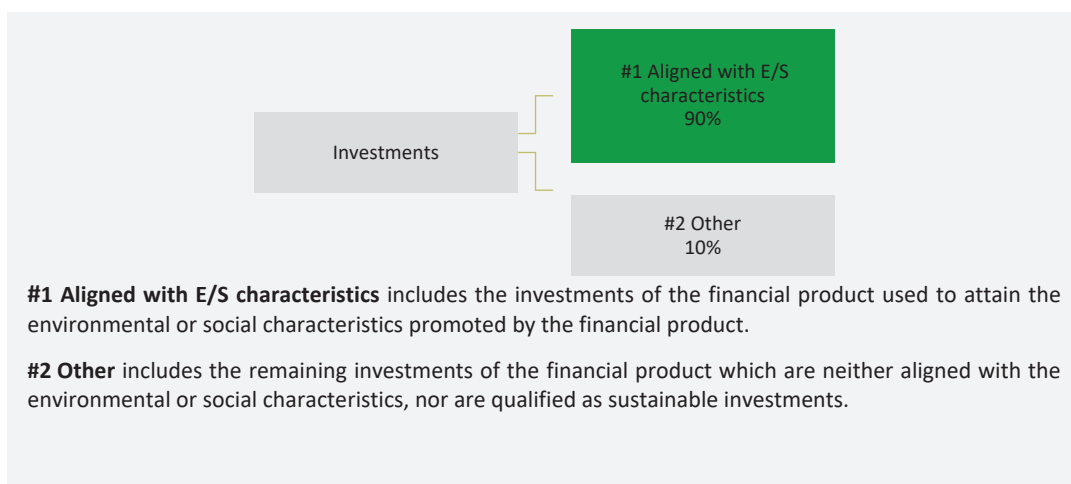 #1 Aligned with E/S
characteristics
90%
Investments
#2 Other
10%
#1 Aligned with E/S characteristics includes the investments of the financial product used to attain the
environmental or social characteristics promoted by the financial product.
#2 Other includes the remaining investments of the financial product which are neither aligned with the
environmental or social characteristics, nor are qualified as sustainable investments.